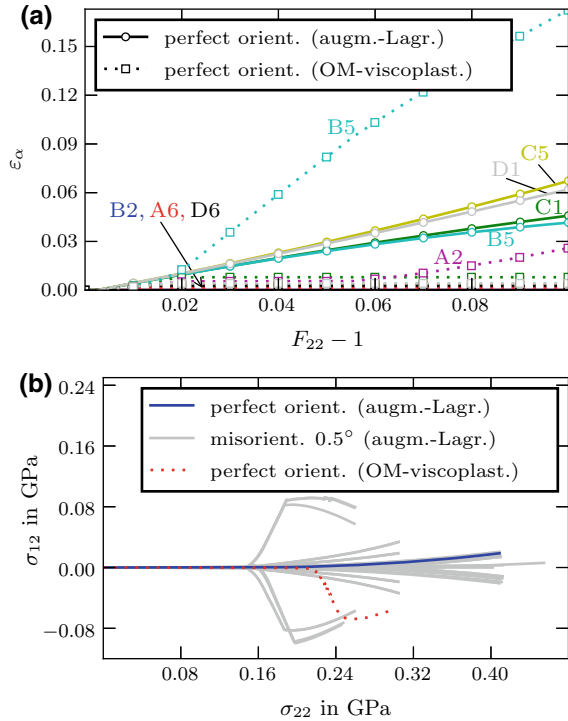 (a)
0.15
0.12
0.09
0.06
0.03
0.00
ε_α
perfect orient. (augm.-Lagr.)
perfect orient. (OM-viscoplast.)
B5
C5
D1
B2, A6, D6
C1
B5
A2
0.02 0.04 0.06 0.08
F₂₂ − 1
(b)
0.24
0.16
0.08
0.00
−0.08
σ₁₂ in GPa
perfect orient. (augm.-Lagr.)
misorient. 0.5° (augm.-Lagr.)
perfect orient. (OM-viscoplast.)
0.08 0.16 0.24 0.32 0.40
σ₂₂ in GPa